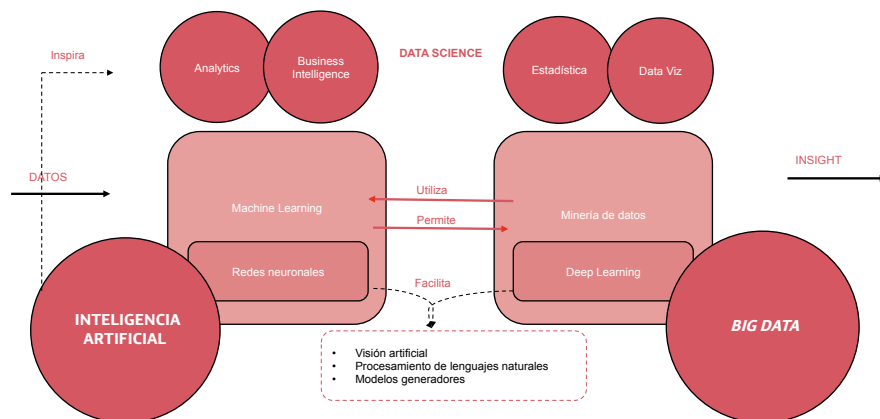 Inspira
Analytics
Business
Intelligence
DATA SCIENCE
Estadística
Data Viz
DATOS
INSIGHT
Utiliza
Machine Learning
Permite
Minería de datos
Redes neuronales
Deep Learning
Facilita
INTELIGENCIA
ARTIFICIAL
BIG DATA
• Visión artificial
• Procesamiento de lenguajes naturales
• Modelos generadores